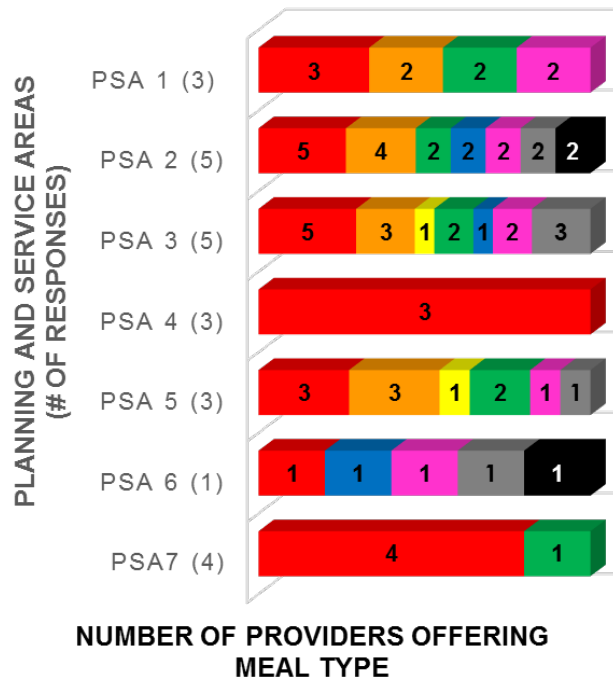 PLANNING AND SERVICE AREAS
(# OF RESPONSES)
PSA 1 (3)
3 2 2 2
PSA 2 (5)
5 4 2 2 2 2 2
PSA 3 (5)
5 3 1 2 1 2 3
PSA 4 (3)
3
PSA 5 (3)
3 3 1 2 1 1
PSA 6 (1)
1 1 1 1 1
PSA7 (4)
4 1
NUMBER OF PROVIDERS OFFERING
MEAL TYPE